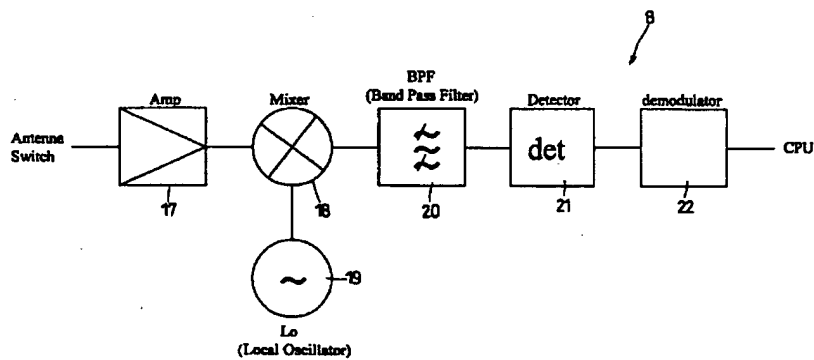 8
BPF
(Band Pass Filter)
Amp
Mixer
Detector
demodulator
Antenna
Switch
det
CPU
17
18
20
21
22
19
Lo
(Local Oscillator)